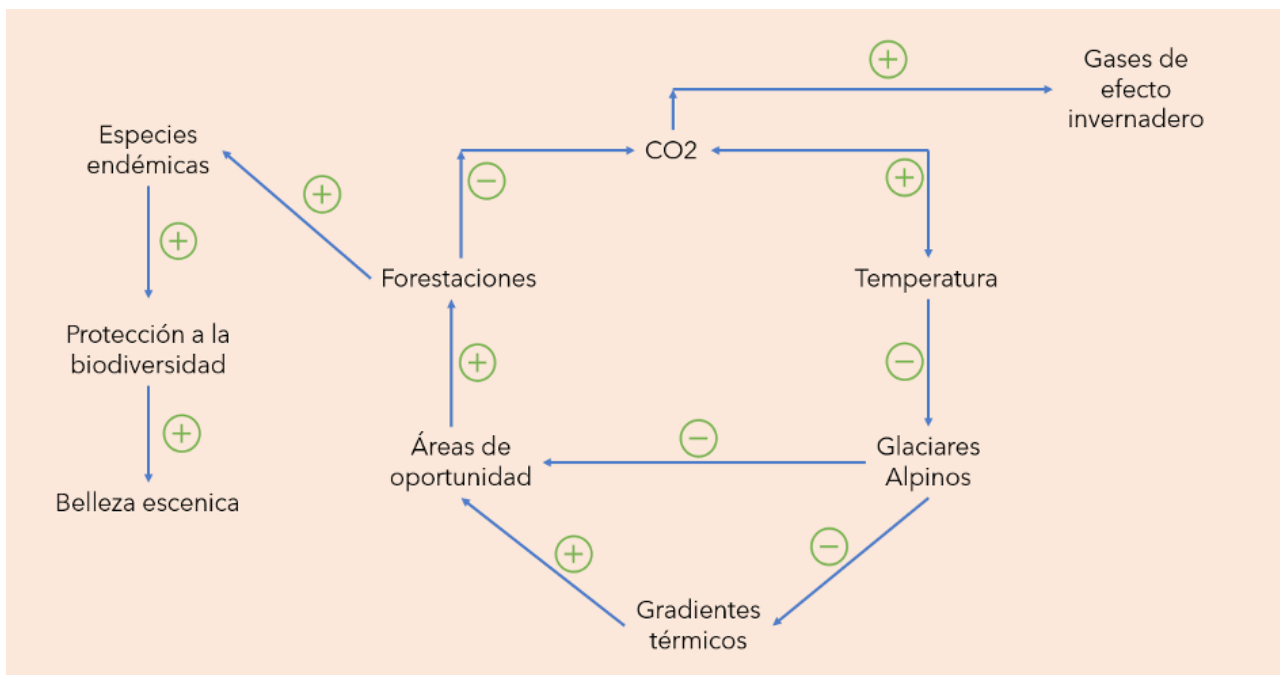 Gases de
efecto
invernadero
Especies
endémicas
+
CO2
−
+
+
+
Forestaciones
Temperatura
Protección a la
biodiversidad
+
−
+
Áreas de
oportunidad
−
Glaciares
Alpinos
Belleza escenica
+
−
Gradientes
térmicos